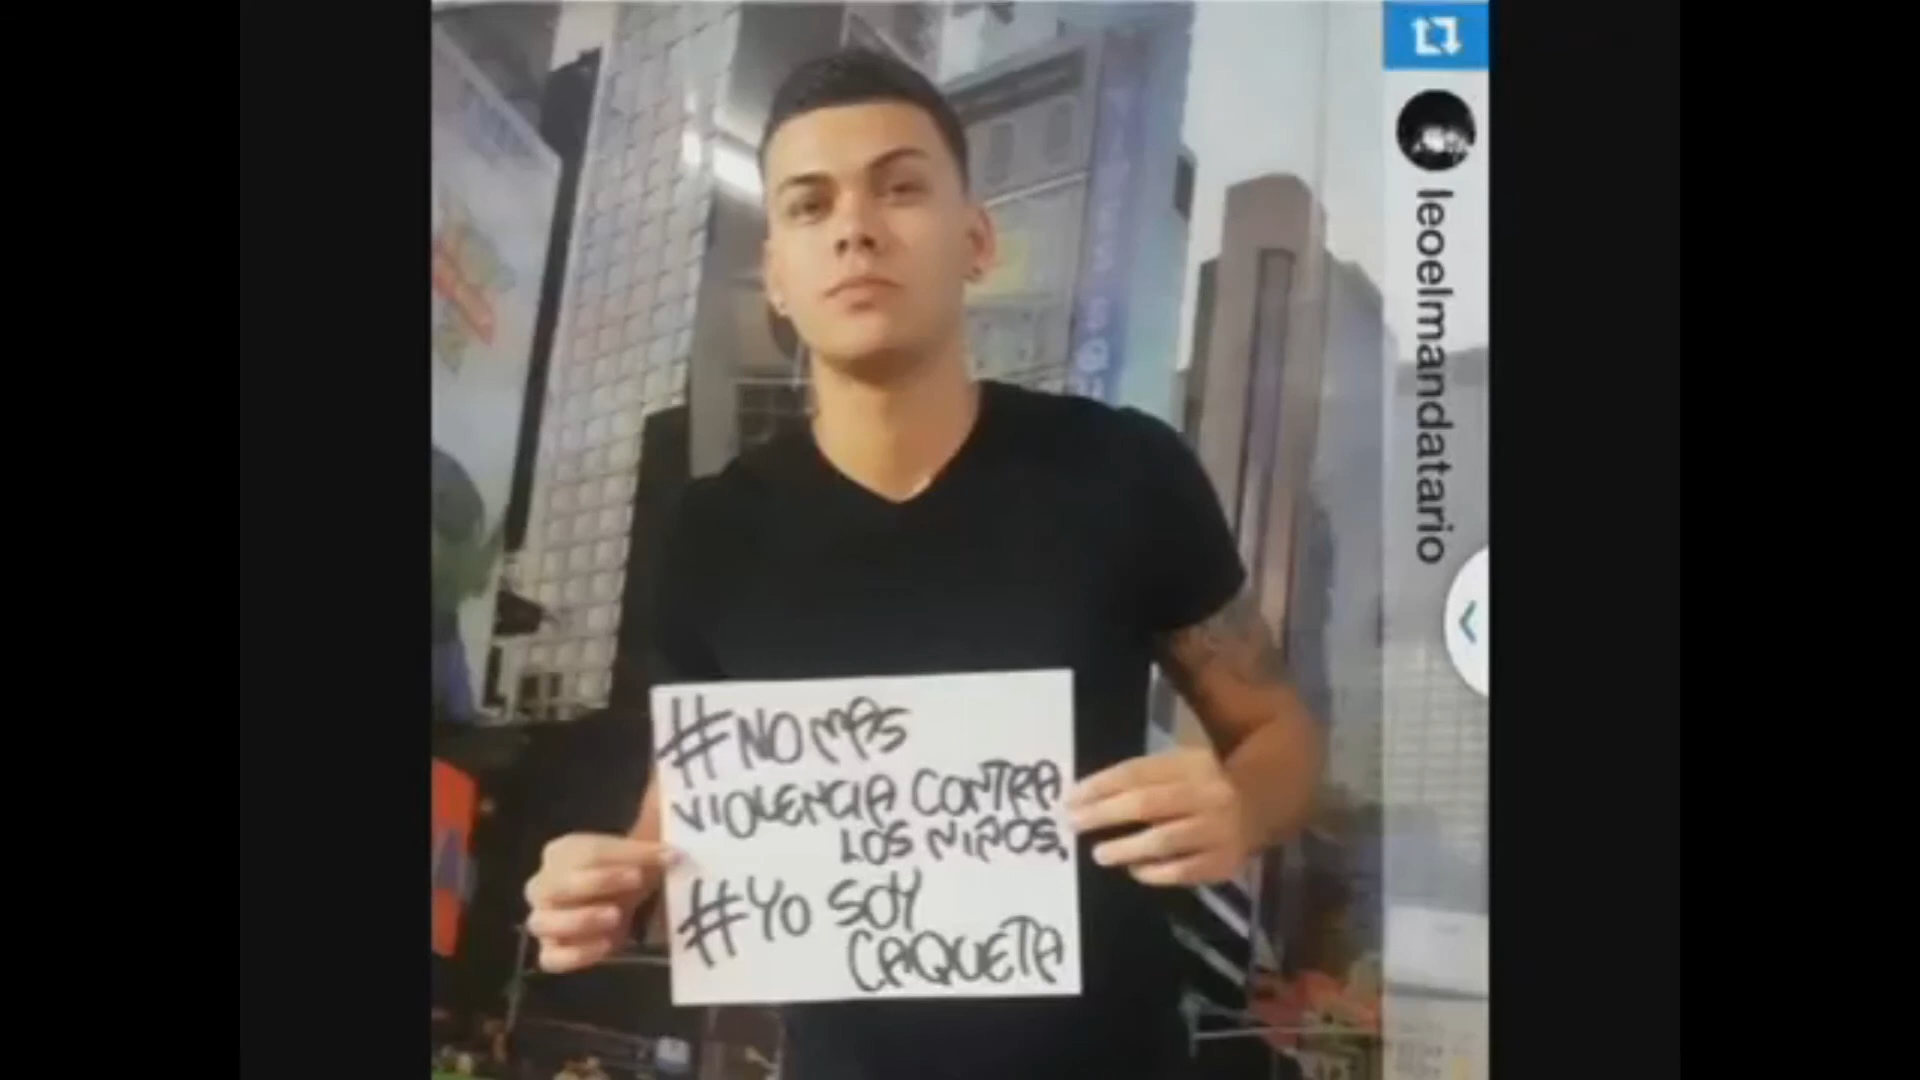 #NO MAS
VIOLENCIA CONTRA
LOS NIÑOS.
#YO SOY
CAQUETA
leoelmandatario